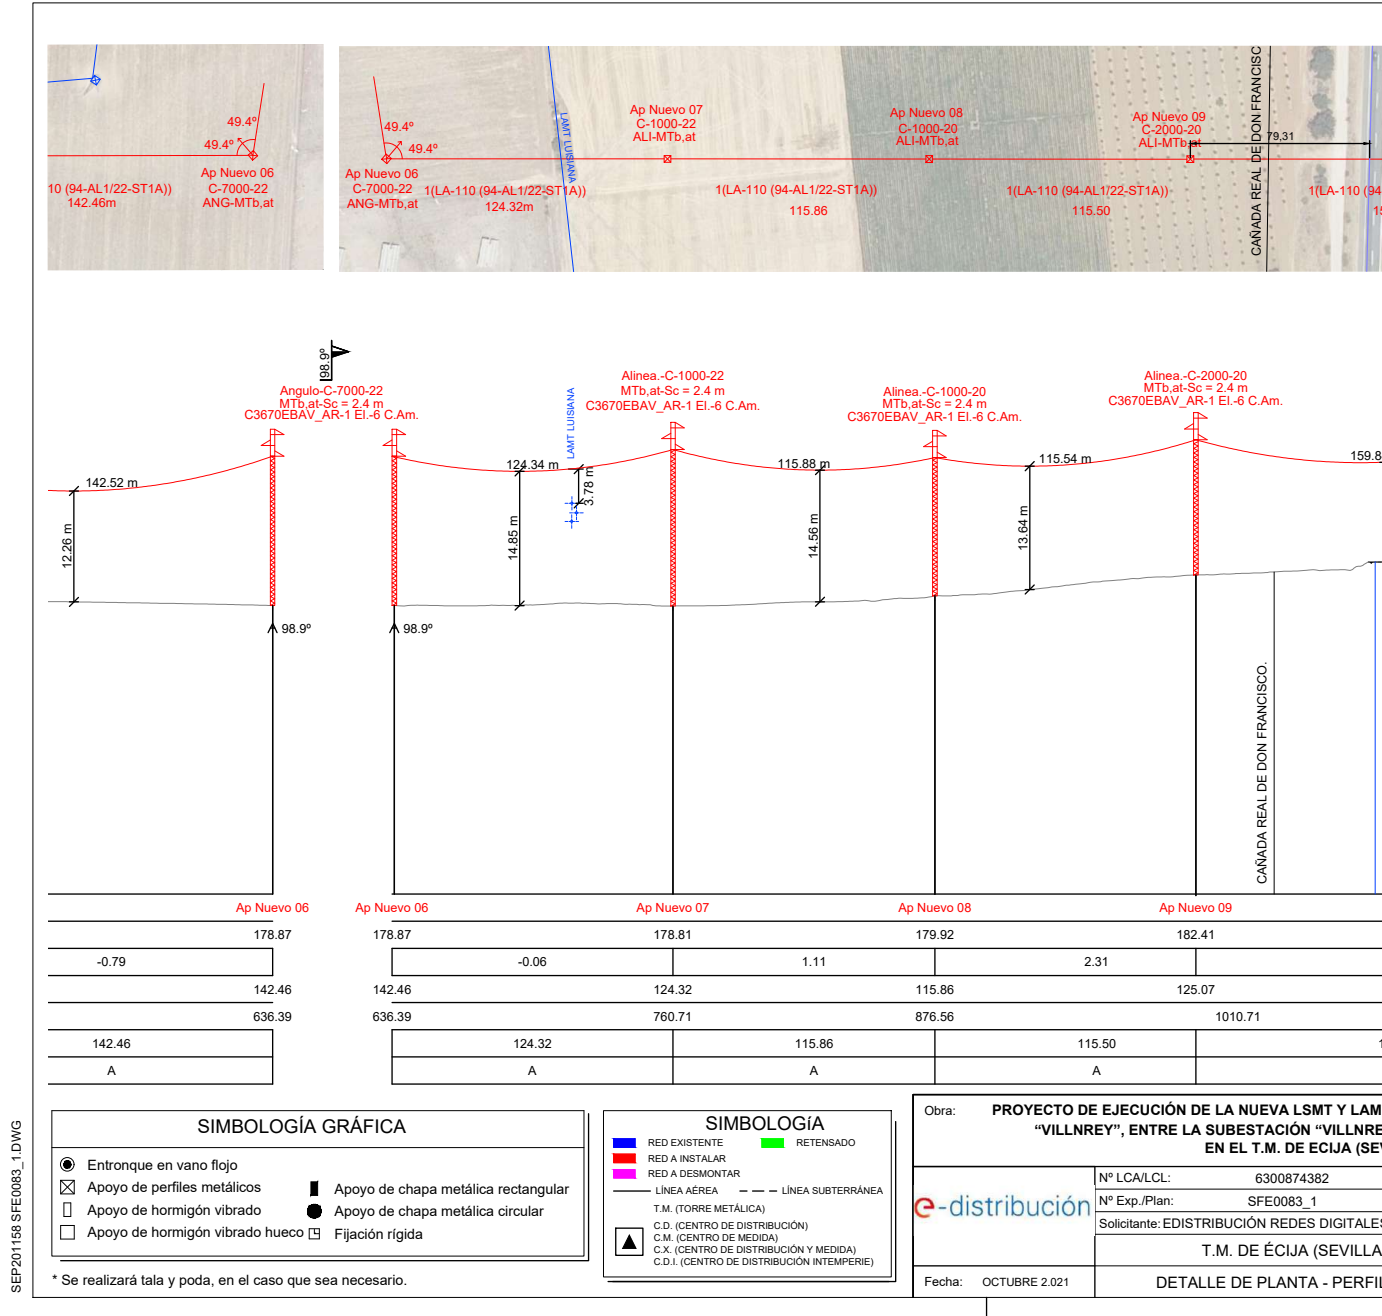 49.4º
49.4º
Ap Nuevo 06
C-7000-22
ANG-MTb,at
10 (94-AL1/22-ST1A))
142.46m
49.4º
49.4º
Ap Nuevo 06
C-7000-22
ANG-MTb,at
1(LA-110 (94-AL1/22-ST1A))
124.32m
LAMT LUISIANA
Ap Nuevo 07
C-1000-22
ALI-MTb,at
1(LA-110 (94-AL1/22-ST1A))
115.86
Ap Nuevo 08
C-1000-20
ALI-MTb,at
1(LA-110 (94-AL1/22-ST1A))
115.50
Ap Nuevo 09
C-2000-20
ALI-MTb,at
79,31
CAÑADA REAL DE DON FRANCISC
1(LA-110 (94
98.9º
Angulo-C-7000-22
MTb,at-Sc = 2.4 m
C3670EBAV_AR-1 El.-6 C.Am.
LAMT LUISIANA
Alinea.-C-1000-22
MTb,at-Sc = 2.4 m
C3670EBAV_AR-1 El.-6 C.Am.
Alinea.-C-1000-20
MTb,at-Sc = 2.4 m
C3670EBAV_AR-1 El.-6 C.Am.
Alinea.-C-2000-20
MTb,at-Sc = 2.4 m
C3670EBAV_AR-1 El.-6 C.Am.
142.52 m
124.34 m
115.88 m
115.54 m
159.8
12.26 m
14.85 m
3.78 m
14.56 m
13.64 m
98.9º
98.9º
CAÑADA REAL DE DON FRANCISCO.
Ap Nuevo 06 Ap Nuevo 06 Ap Nuevo 07 Ap Nuevo 08 Ap Nuevo 09
178.87 178.87 178.81 179.92 182.41
-0.79 -0.06 1.11 2.31
142.46 142.46 124.32 115.86 125.07
636.39 636.39 760.71 876.56 1010.71
142.46 124.32 115.86 115.50 1
A A A A
SEP201158 SFE0083_1.DWG
SIMBOLOGÍA GRÁFICA
Entronque en vano flojo
Apoyo de perfiles metálicos
Apoyo de hormigón vibrado
Apoyo de hormigón vibrado hueco
Apoyo de chapa metálica rectangular
Apoyo de chapa metálica circular
Fijación rígida
* Se realizará tala y poda, en el caso que sea necesario.
SIMBOLOGíA
RED EXISTENTE
RETENSADO
RED A INSTALAR
RED A DESMONTAR
LÍNEA AÉREA
LÍNEA SUBTERRÁNEA
T.M. (TORRE METÁLICA)
C.D. (CENTRO DE DISTRIBUCIÓN)
C.M. (CENTRO DE MEDIDA)
C.X. (CENTRO DE DISTRIBUCIÓN Y MEDIDA)
C.D.I. (CENTRO DE DISTRIBUCIÓN INTEMPERIE)
Obra: PROYECTO DE EJECUCIÓN DE LA NUEVA LSMT Y LAM
“VILLNREY”, ENTRE LA SUBESTACIÓN “VILLNRE
EN EL T.M. DE ECIJA (SEV
e-distribución
Nº LCA/LCL: 6300874382
Nº Exp./Plan: SFE0083_1
Solicitante: EDISTRIBUCIÓN REDES DIGITALES
T.M. DE ÉCIJA (SEVILLA
Fecha: OCTUBRE 2.021
DETALLE DE PLANTA - PERFIL